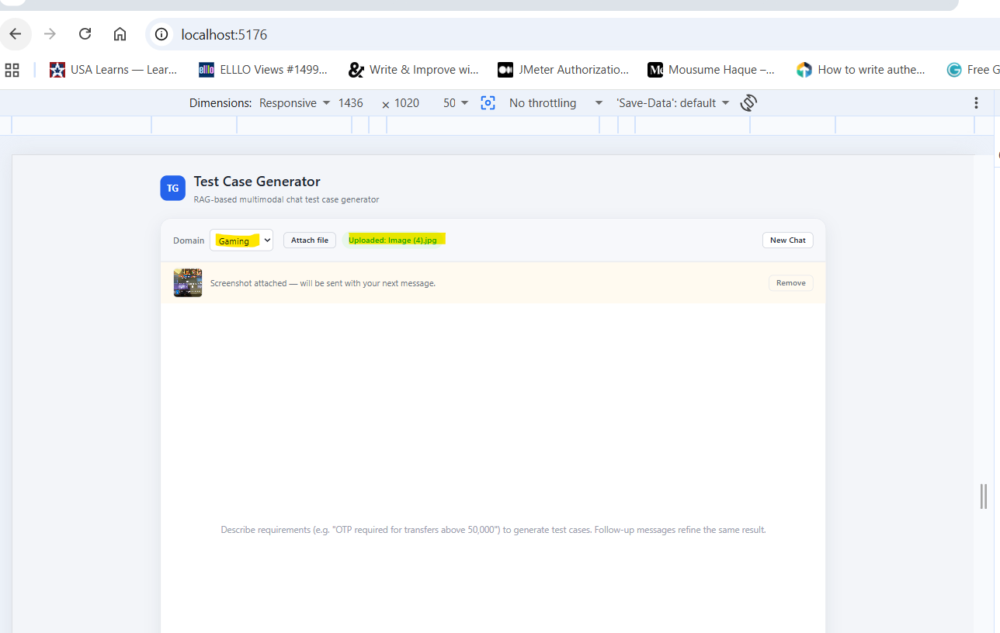 localhost:5176
USA Learns — Lear...
ELLLO Views #1499...
Write & Improve wi...
JMeter Authorizatio...
Mousume Haque –...
How to write authe...
Free G
Dimensions: Responsive 1436 × 1020 50 No throttling 'Save-Data': default
TG
Test Case Generator
RAG-based multimodal chat test case generator
Domain Gaming Attach file Uploaded: Image (4).jpg New Chat
Screenshot attached — will be sent with your next message. Remove
Describe requirements (e.g. "OTP required for transfers above 50,000") to generate test cases. Follow-up messages refine the same result.